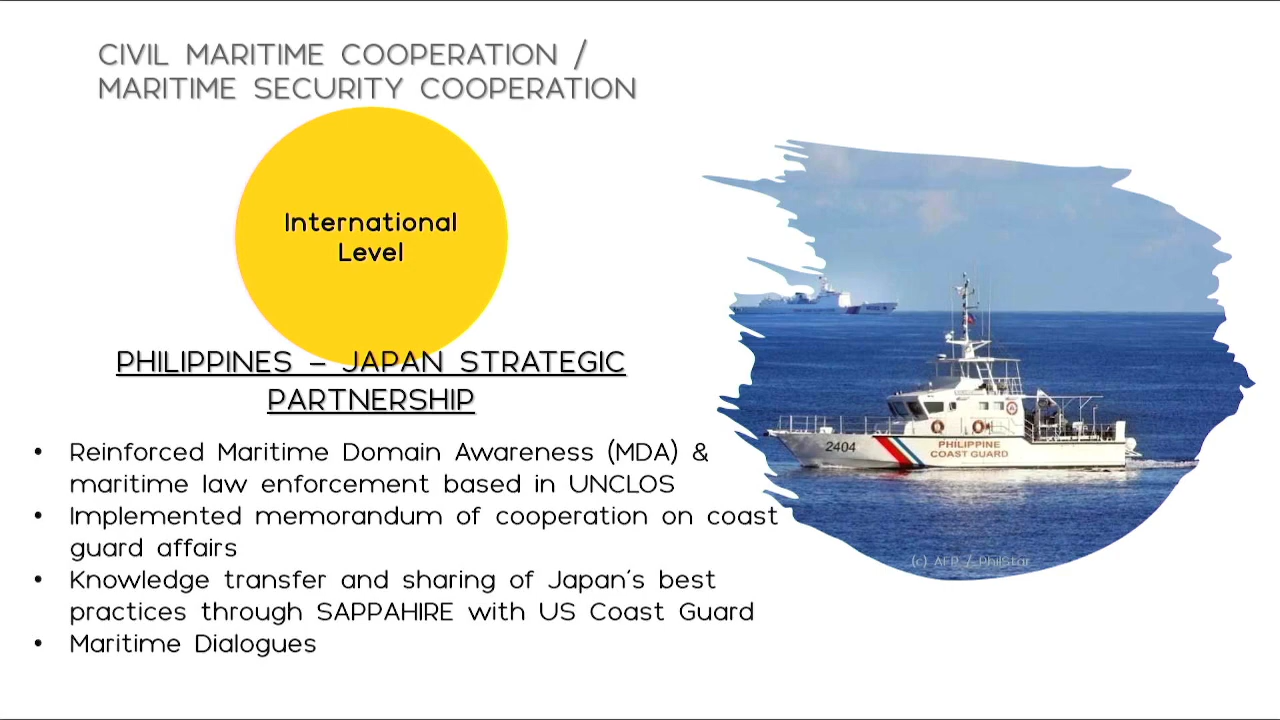 CIVIL MARITIME COOPERATION /
MARITIME SECURITY COOPERATION
International
Level
PHILIPPINES – JAPAN STRATEGIC
PARTNERSHIP
• Reinforced Maritime Domain Awareness (MDA) &
maritime law enforcement based in UNCLOS
• Implemented memorandum of cooperation on coast
guard affairs
• Knowledge transfer and sharing of Japan's best
practices through SAPPAHIRE with US Coast Guard
• Maritime Dialogues
2404
PHILIPPINE
COAST GUARD
(c) AFP / PhilStar